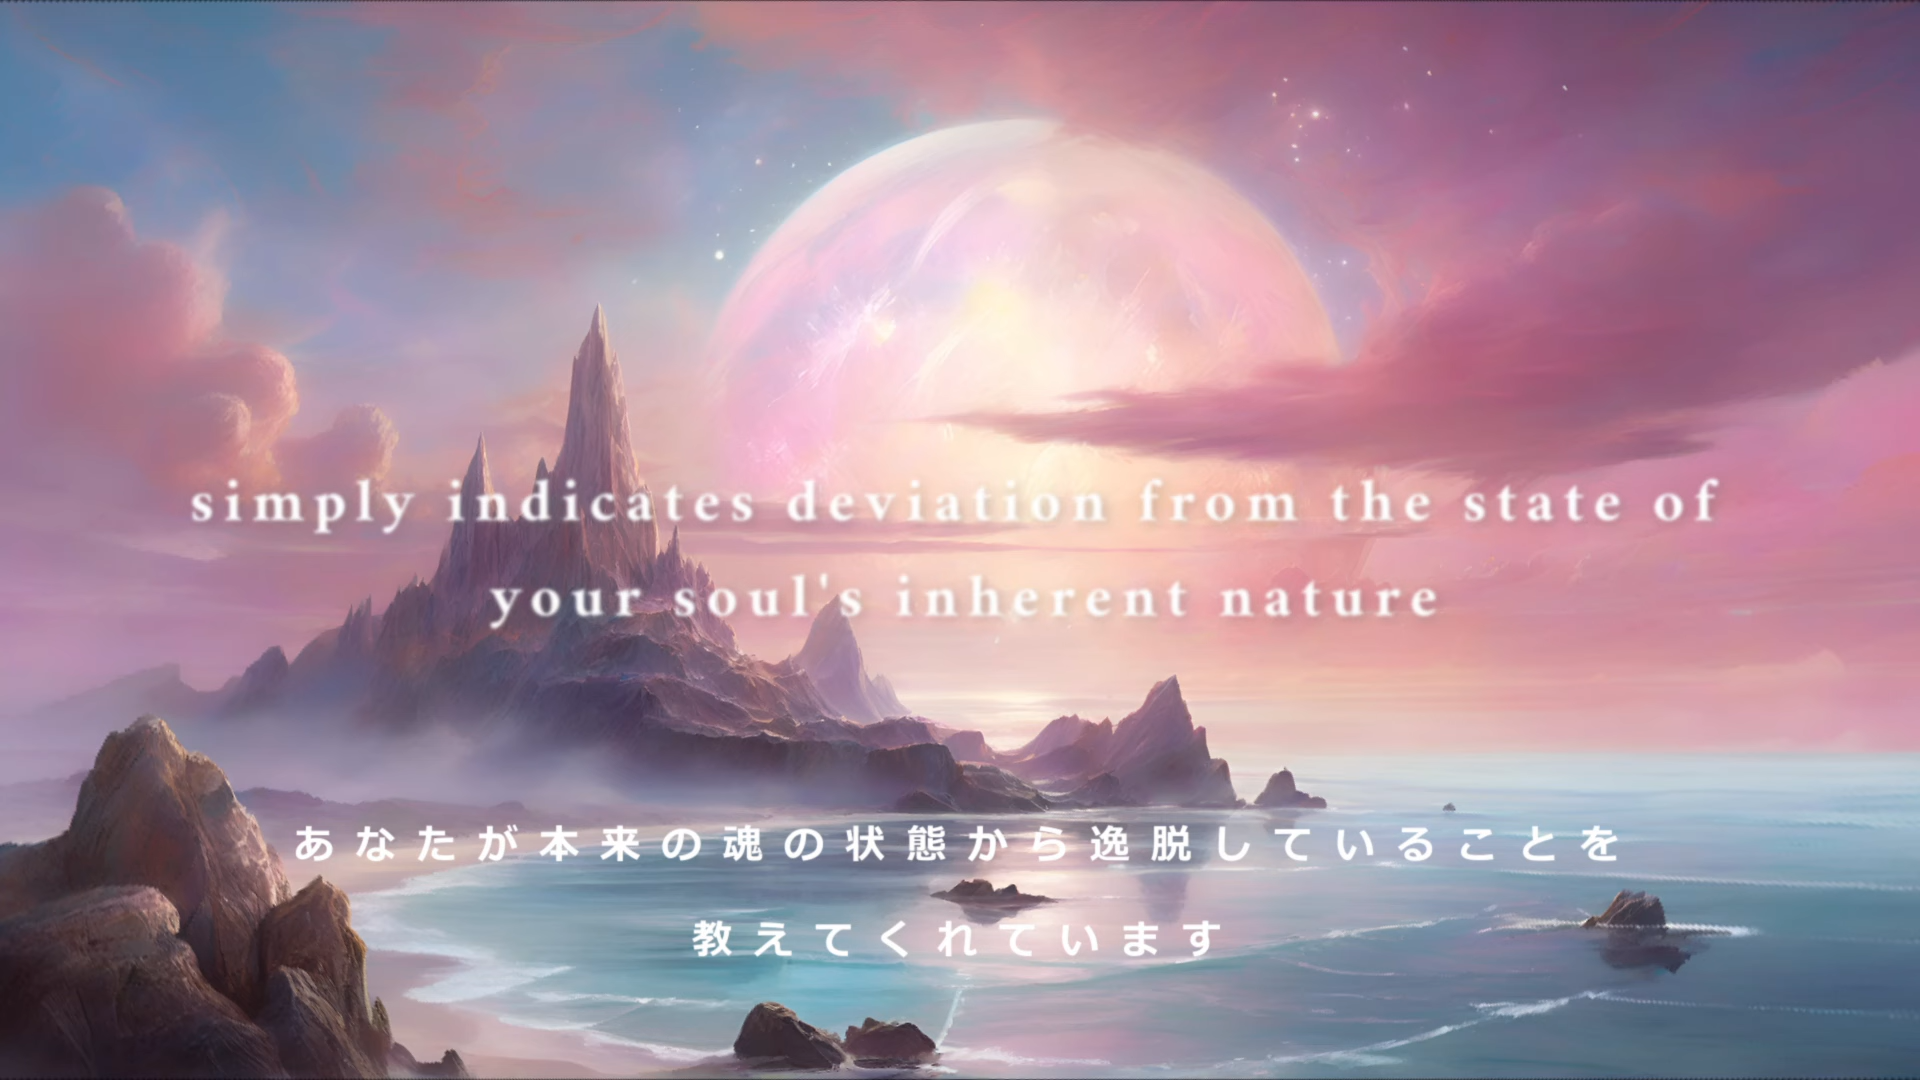 simply indicates deviation from the state of
your soul's inherent nature
あなたが本来の魂の状態から逸脱していることを
教えてくれています